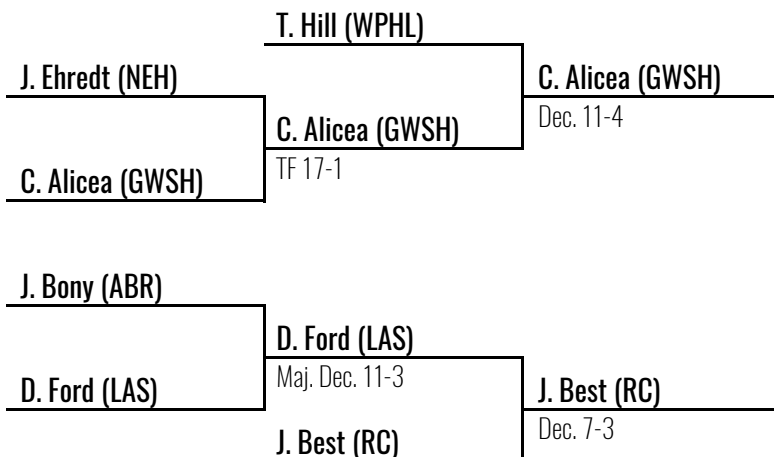 T. Hill (WPHL)
J. Ehredt (NEH)
C. Alicea (GWSH)
Dec. 11-4
C. Alicea (GWSH)
TF 17-1
C. Alicea (GWSH)
J. Bony (ABR)
D. Ford (LAS)
Maj. Dec. 11-3
D. Ford (LAS)
J. Best (RC)
Dec. 7-3
J. Best (RC)